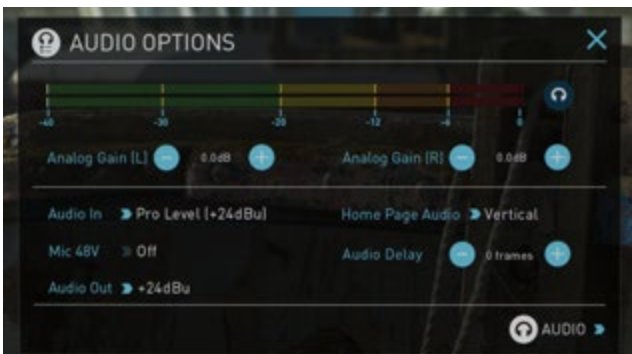 AUDIO OPTIONS
-40 -30 -20 -12 -6 0
Analog Gain (L) 0.0dB Analog Gain (R) 0.0dB
Audio In Pro Level (+24dBu) Home Page Audio Vertical
Mic 48V Off Audio Delay 0 frames
Audio Out +24dBu
AUDIO